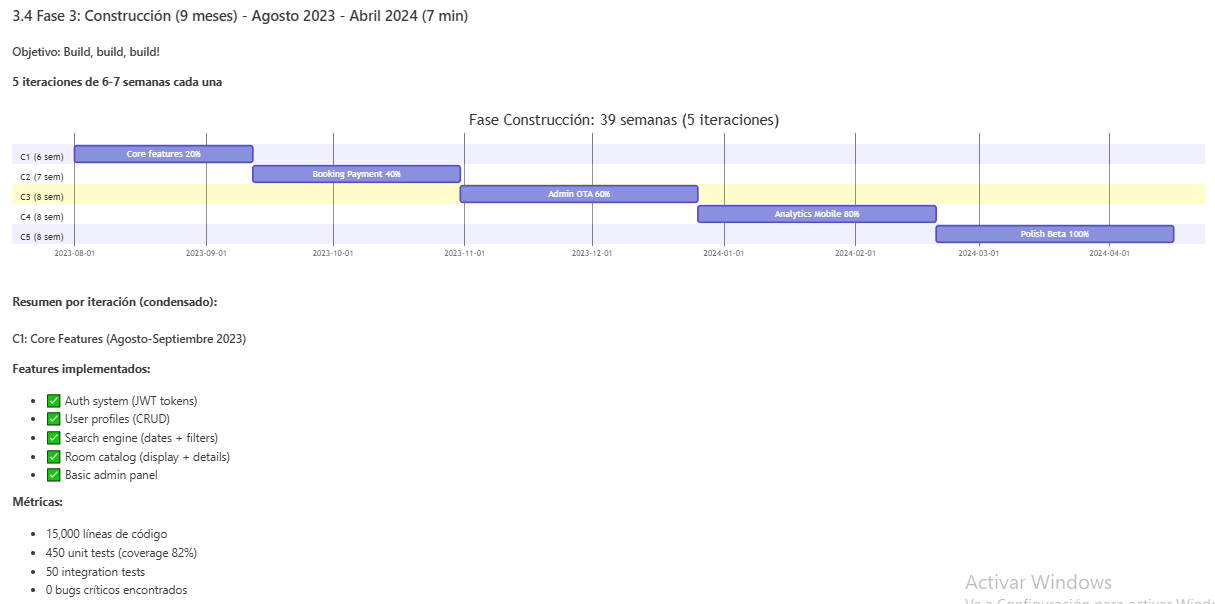 3.4 Fase 3: Construcción (9 meses) - Agosto 2023 - Abril 2024 (7 min)
Objetivo: Build, build, build!
5 iteraciones de 6-7 semanas cada una
Fase Construcción: 39 semanas (5 iteraciones)
C1 (6 sem) Core features 20%
C2 (7 sem) Booking Payment 40%
C3 (8 sem) Admin OTA 60%
C4 (8 sem) Analytics Mobile 80%
C5 (8 sem) Polish Beta 100%
2023-08-01 2023-09-01 2023-10-01 2023-11-01 2023-12-01 2024-01-01 2024-02-01 2024-03-01 2024-04-01
Resumen por iteración (condensado):
C1: Core Features (Agosto-Septiembre 2023)
Features implementados:
• ✅ Auth system (JWT tokens)
• ✅ User profiles (CRUD)
• ✅ Search engine (dates + filters)
• ✅ Room catalog (display + details)
• ✅ Basic admin panel
Métricas:
• 15,000 líneas de código
• 450 unit tests (coverage 82%)
• 50 integration tests
• 0 bugs críticos encontrados
Activar Windows
Ve a Configuración para activar Wind